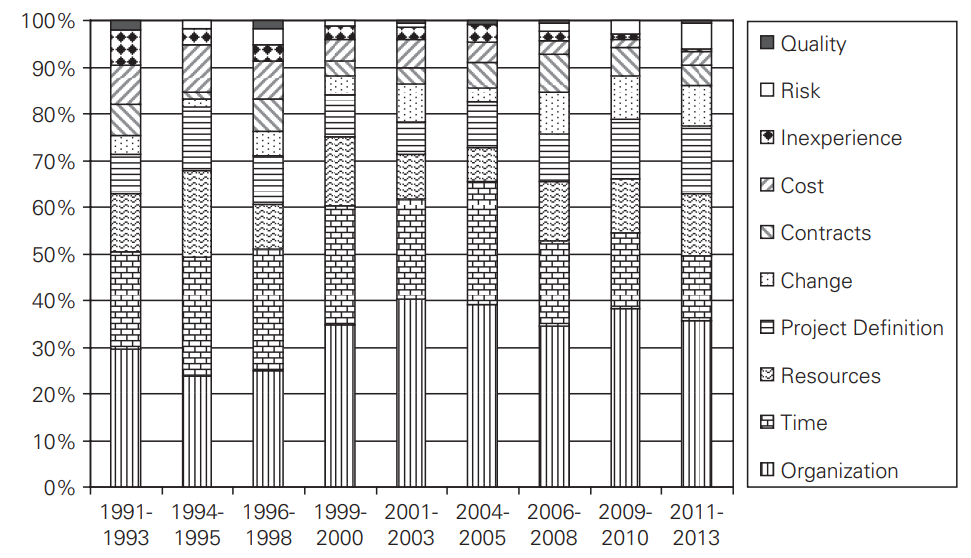 100%
90%
80%
70%
60%
50%
40%
30%
20%
10%
0%
1991-
1993
1994-
1995
1996-
1998
1999-
2000
2001-
2003
2004-
2005
2006-
2008
2009-
2010
2011-
2013
Quality
Risk
Inexperience
Cost
Contracts
Change
Project Definition
Resources
Time
Organization